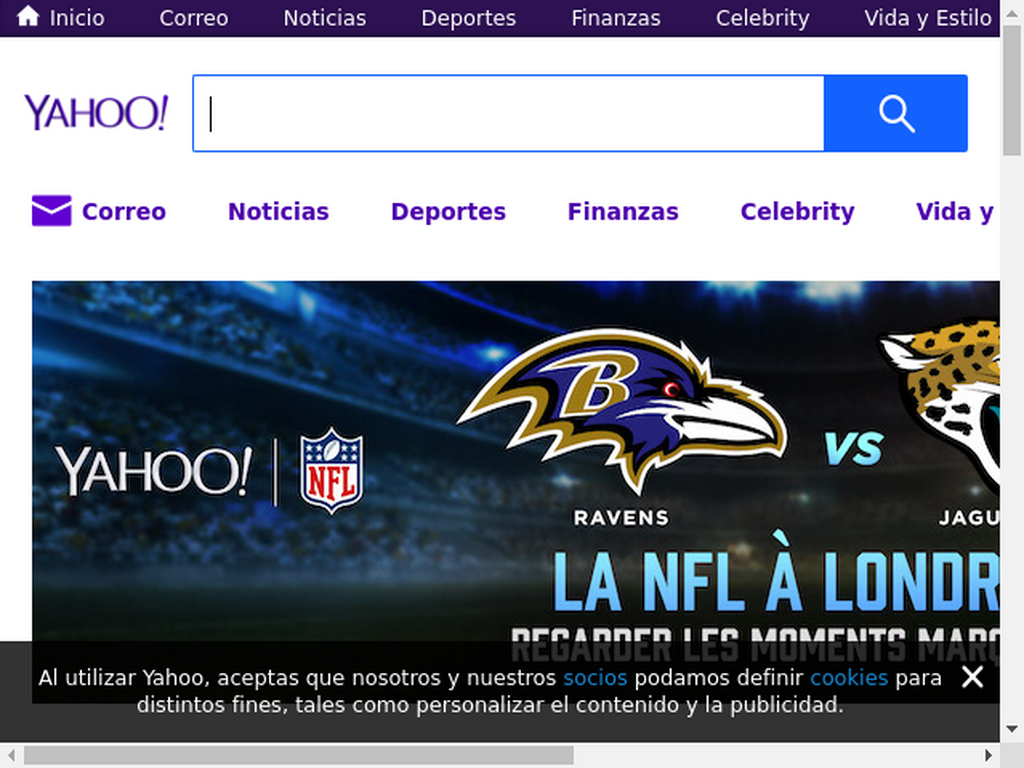 Inicio Correo Noticias Deportes Finanzas Celebrity Vida y Estilo
YAHOO!
Correo Noticias Deportes Finanzas Celebrity Vida y
B
VS
YAHOO! NFL
RAVENS JAGU
LA NFL À LONDR
REGARDER LES MOMENTS MARQ
Al utilizar Yahoo, aceptas que nosotros y nuestros socios podamos definir cookies para
distintos fines, tales como personalizar el contenido y la publicidad.